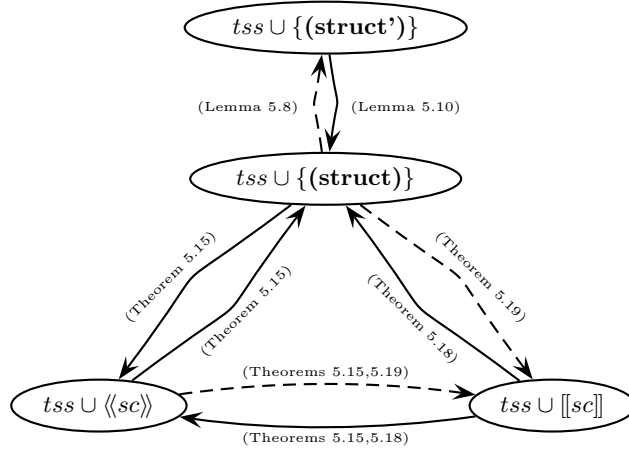 tss ∪ {(struct’)}
(Lemma 5.8)
(Lemma 5.10)
tss ∪ {(struct)}
(Theorem 5.15)
(Theorem 5.15)
(Theorem 5.18)
(Theorem 5.19)
(Theorems 5.15,5.19)
tss ∪ ⟪sc⟫
tss ∪ ⟦sc⟧
(Theorems 5.15,5.18)